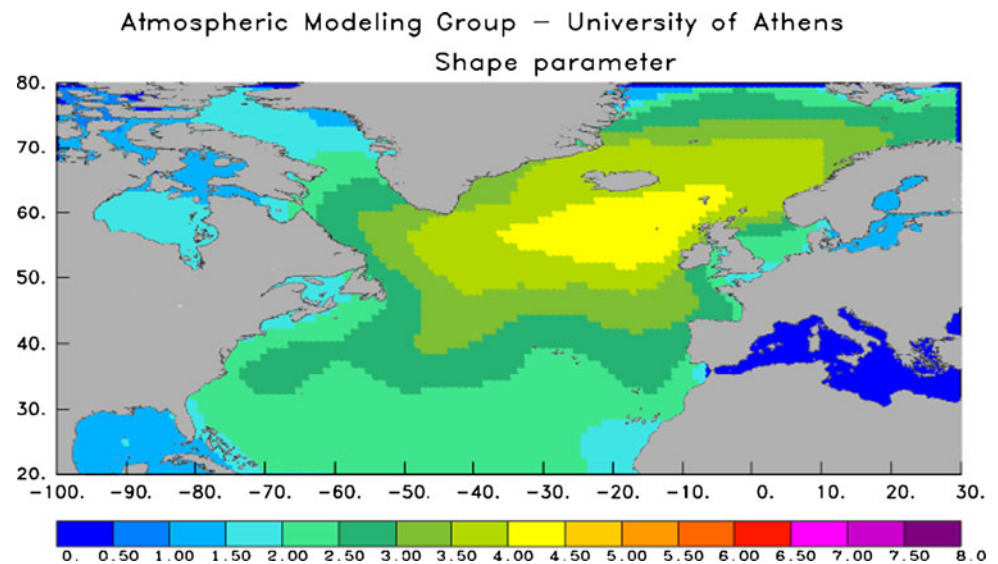 Atmospheric Modeling Group – University of Athens
Shape parameter
80.
70.
60.
50.
40.
30.
20.
-100. -90. -80. -70. -60. -50. -40. -30. -20. -10. 0. 10. 20. 30.
0. 0.50 1.00 1.50 2.00 2.50 3.00 3.50 4.00 4.50 5.00 5.50 6.00 6.50 7.00 7.50 8.0